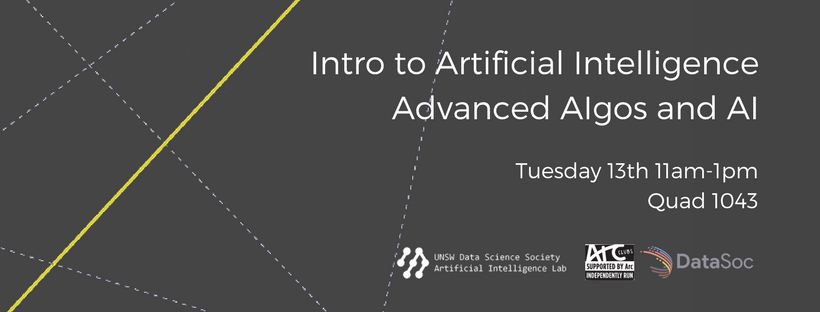 Intro to Artificial Intelligence
Advanced AIgos and AI
Tuesday 13th 11am-1pm
Quad 1043
UNSW Data Science Society
Artificial Intelligence Lab
Arc
CLUBS
SUPPORTED BY Arc
INDEPENDENTLY RUN
DataSoc